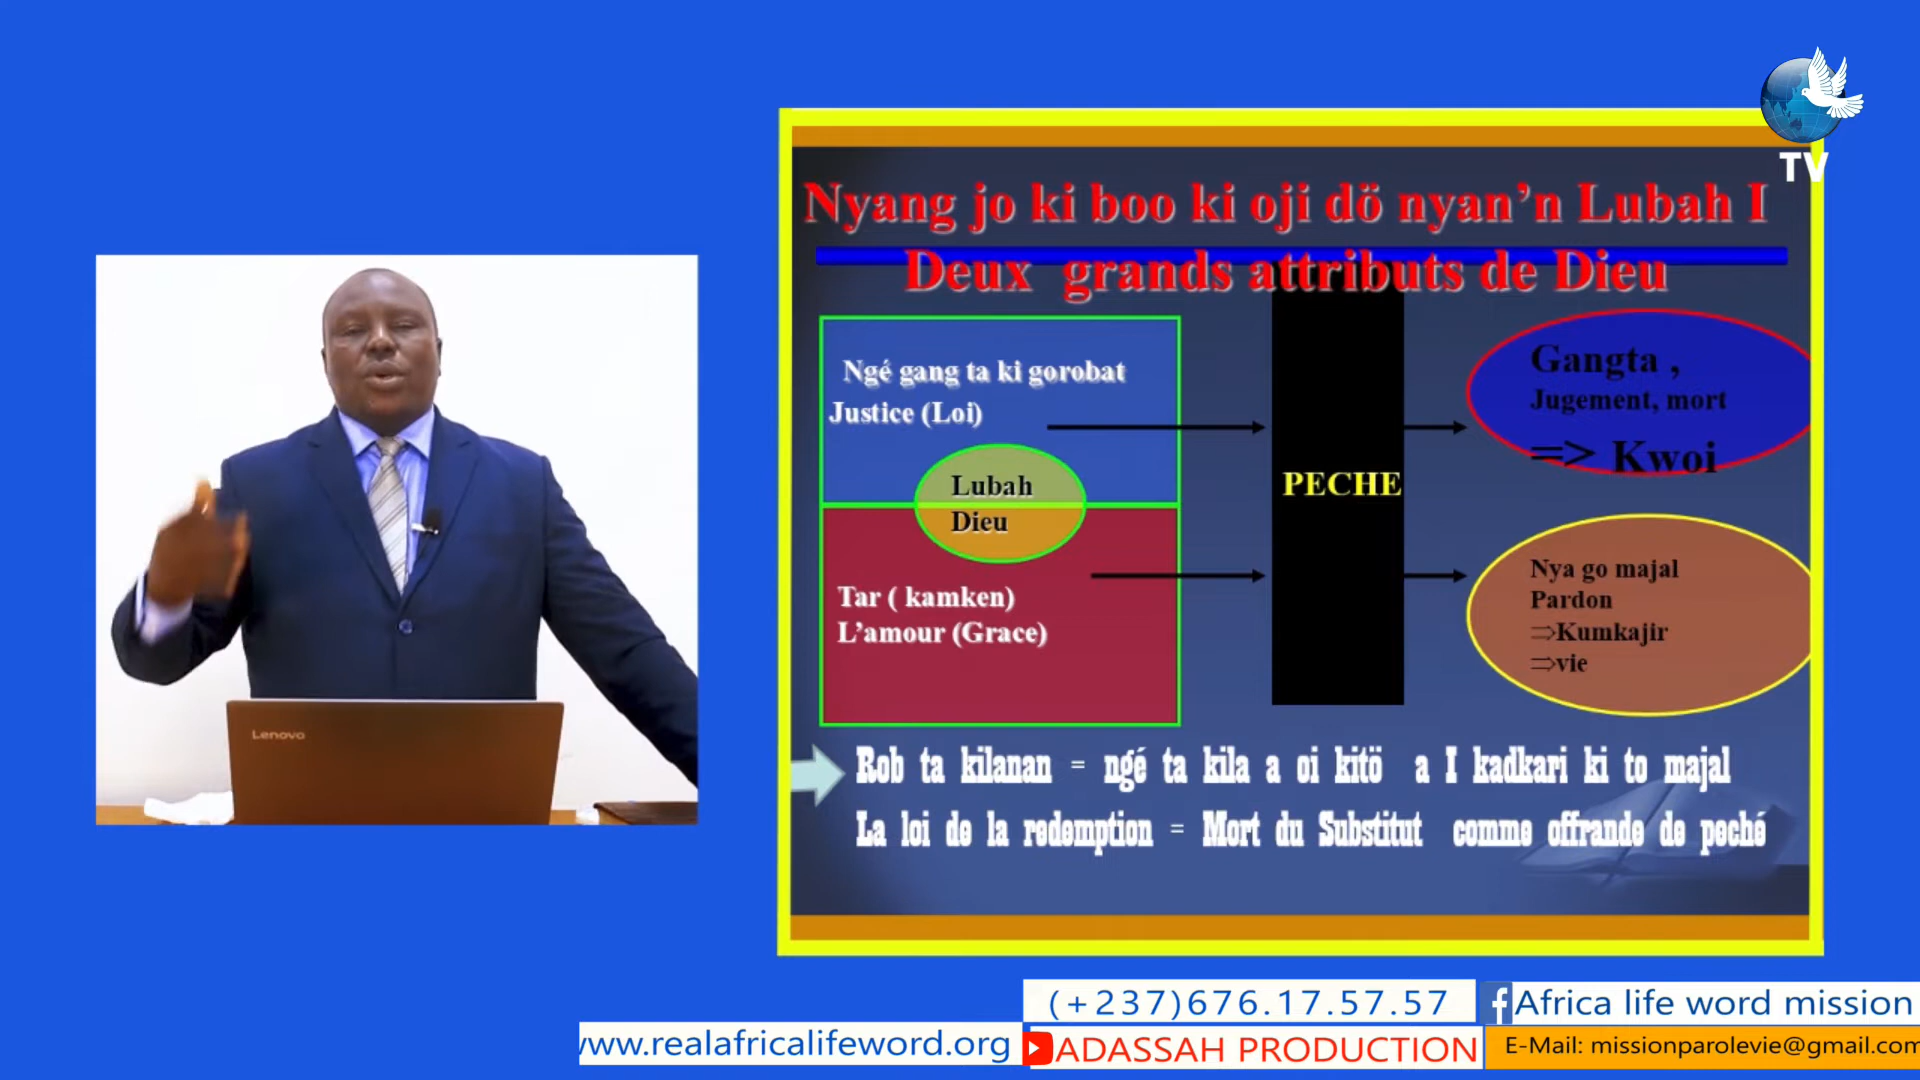 TV
Nyang jo ki boo ki oji dö nyan’n Lubah I
Deux grands attributs de Dieu
Ngé gang ta ki gorobat
Justice (Loi)
Lubah
Dieu
Tar ( kamken)
L’amour (Grace)
PECHE
Gangta ,
Jugement, mort
=> Kwoi
Nya go majal
Pardon
⇒Kumkajir
⇒vie
Rob ta kilanan = ngé ta kila a oi kitö a I kadkari ki to majal
La loi de la redemption = Mort du Substitut comme offrande de peché
Lenovo
(+237)676.17.57.57
Africa life word mission
www.realafricalifeword.org
ADASSAH PRODUCTION
E-Mail: missionparolevie@gmail.com